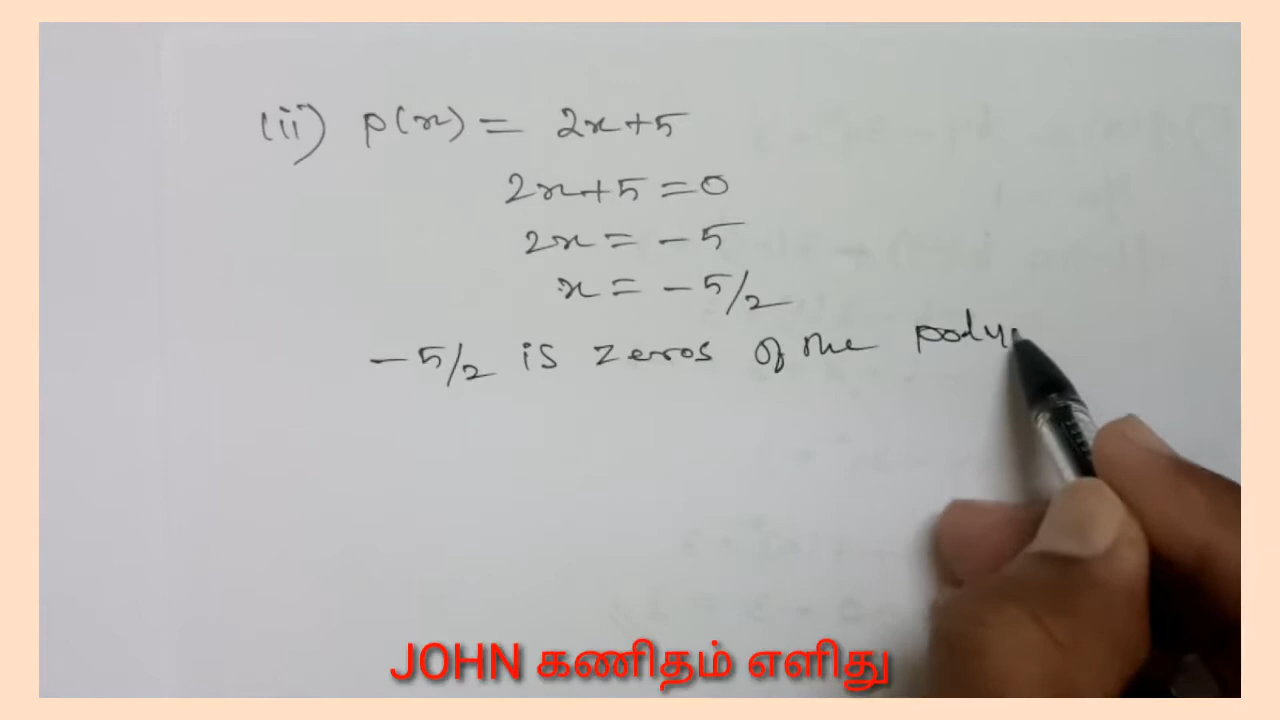 (ii) p(x) = 2x+5
2x+5 = 0
2x = -5
x = -5/2
-5/2 is zeros of the poly
JOHN கணிதம் எளிது